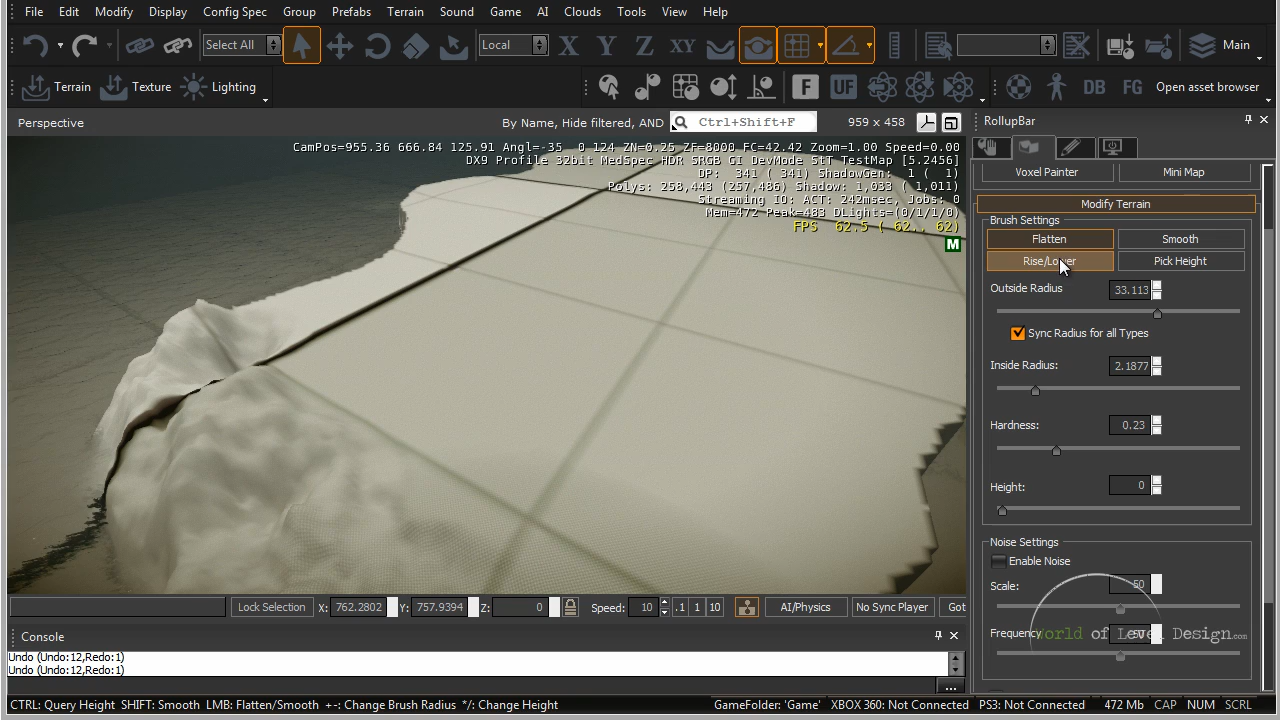 File Edit Modify Display Config Spec Group Prefabs Terrain Sound Game AI Clouds Tools View Help
Select All Local X Y Z XY Main
Terrain Texture Lighting F UF DB FG Open asset browser
Perspective By Name, Hide filtered, AND Ctrl+Shift+F 959 x 458
RollupBar
CamPos=955.36 666.84 125.91 Angl=-35 0 124 ZN=0.25 ZF=8000 FC=42.42 Zoom=1.00 Speed=0.00
DX9 Profile 32bit MedSpec HDR SRGB GI DevMode StT TestMap [5.2456]
DP: 341 ( 341) ShadowGen: 1 ( 1)
Polys: 258,443 (257,486) Shadow: 1,033 ( 1,011)
Streaming IO: ACT: 242msec, Jobs: 0
Mem=472 Peak=483 DLights=(0/1/1/0)
FPS 62.5 ( 62.. 62)
M
Voxel Painter Mini Map
Modify Terrain
Brush Settings
Flatten Smooth
Rise/Lower Pick Height
Outside Radius 33.113
Sync Radius for all Types
Inside Radius: 2.1877
Hardness: 0.23
Height: 0
Noise Settings
Enable Noise
Scale: 50
Frequency 50
World of Level Design.com
Lock Selection X: 762.2802 Y: 757.9394 Z: 0 Speed: 10 .1 1 10 AI/Physics No Sync Player Got
Console
Undo (Undo:12,Redo:1)
Undo (Undo:12,Redo:1)
...
CTRL: Query Height SHIFT: Smooth LMB: Flatten/Smooth +-: Change Brush Radius */: Change Height GameFolder: 'Game' XBOX 360: Not Connected PS3: Not Connected 472 Mb CAP NUM SCRL